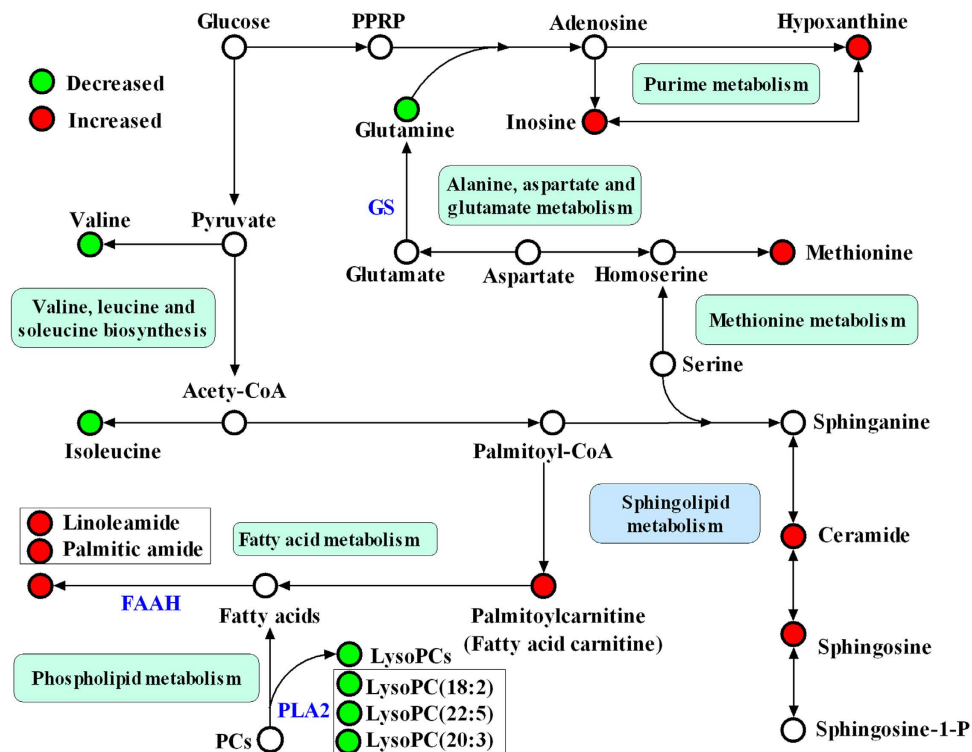 Glucose
PPRP
Adenosine
Hypoxanthine
Decreased
Increased
Purime metabolism
Glutamine
Inosine
Alanine, aspartate and
glutamate metabolism
GS
Valine
Pyruvate
Glutamate
Aspartate
Homoserine
Methionine
Valine, leucine and
soleucine biosynthesis
Methionine metabolism
Serine
Acety-CoA
Isoleucine
Palmitoyl-CoA
Sphinganine
Sphingolipid
metabolism
Linoleamide
Palmitic amide
Fatty acid metabolism
Ceramide
FAAH
Fatty acids
Palmitoylcarnitine
(Fatty acid carnitine)
Sphingosine
Phospholipid metabolism
LysoPCs
LysoPC(18:2)
PLA2
LysoPC(22:5)
PCs
LysoPC(20:3)
Sphingosine-1-P